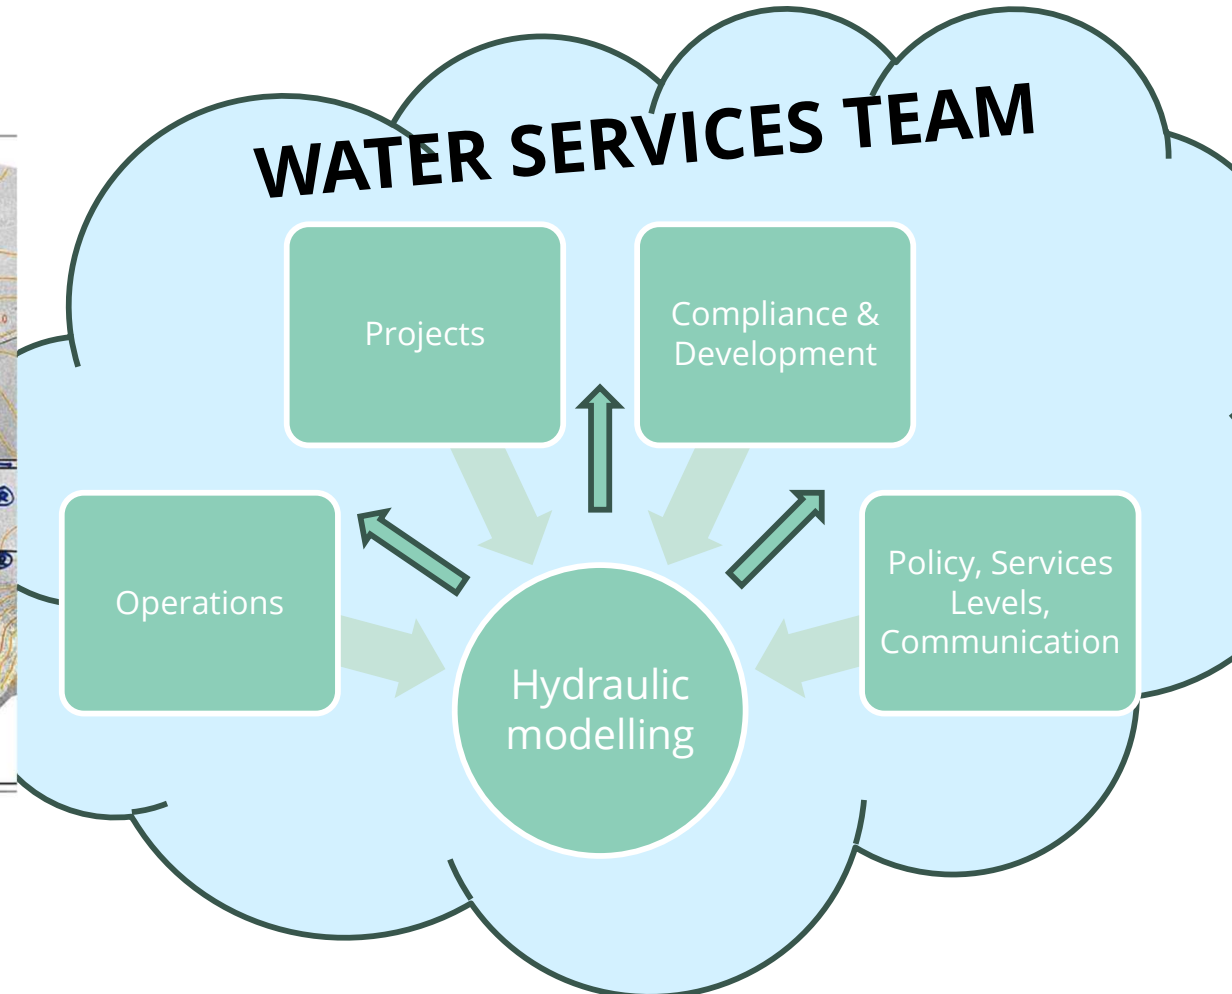 WATER SERVICES TEAM
Projects
Compliance &
Development
Operations
Policy, Services
Levels,
Communication
Hydraulic
modelling